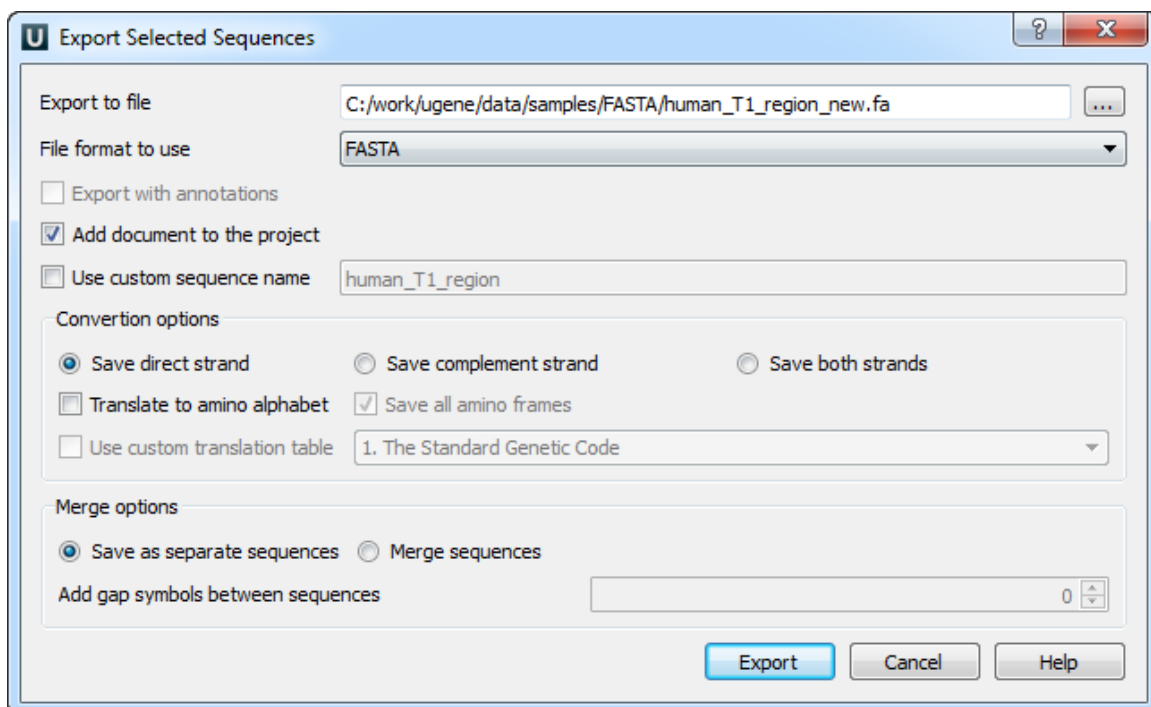 U Export Selected Sequences ? X
Export to file C:/work/ugene/data/samples/FASTA/human_T1_region_new.fa ...
File format to use FASTA
Export with annotations
Add document to the project
Use custom sequence name human_T1_region
Convertion options
Save direct strand Save complement strand Save both strands
Translate to amino alphabet Save all amino frames
Use custom translation table 1. The Standard Genetic Code
Merge options
Save as separate sequences Merge sequences
Add gap symbols between sequences 0
Export Cancel Help